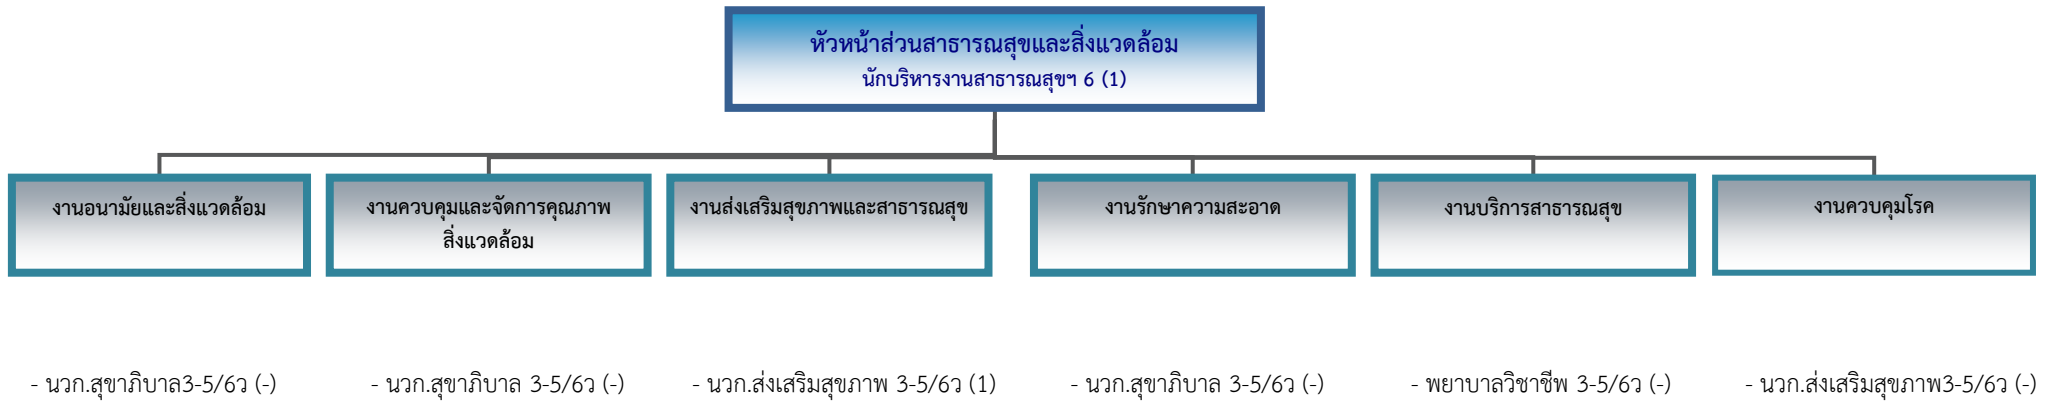 หัวหน้าส่วนสาธารณสุขและสิ่งแวดล้อม
นักบริหารงานสาธารณสุขฯ 6 (1)
งานอนามัยและสิ่งแวดล้อม
งานควบคุมและจัดการคุณภาพ
สิ่งแวดล้อม
งานส่งเสริมสุขภาพและสาธารณสุข
งานรักษาความสะอาด
งานบริการสาธารณสุข
งานควบคุมโรค
- นวก.สุขาภิบาล3-5/6ว (-)
- นวก.สุขาภิบาล 3-5/6ว (-)
- นวก.ส่งเสริมสุขภาพ 3-5/6ว (1)
- นวก.สุขาภิบาล 3-5/6ว (-)
- พยาบาลวิชาชีพ 3-5/6ว (-)
- นวก.ส่งเสริมสุขภาพ3-5/6ว (-)